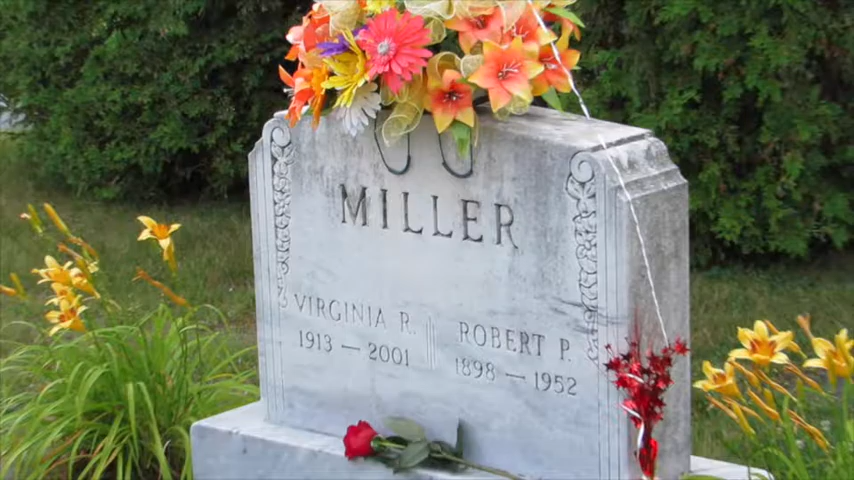 MILLER
VIRGINIA R.
1913 — 2001
ROBERT P.
1898 — 1952